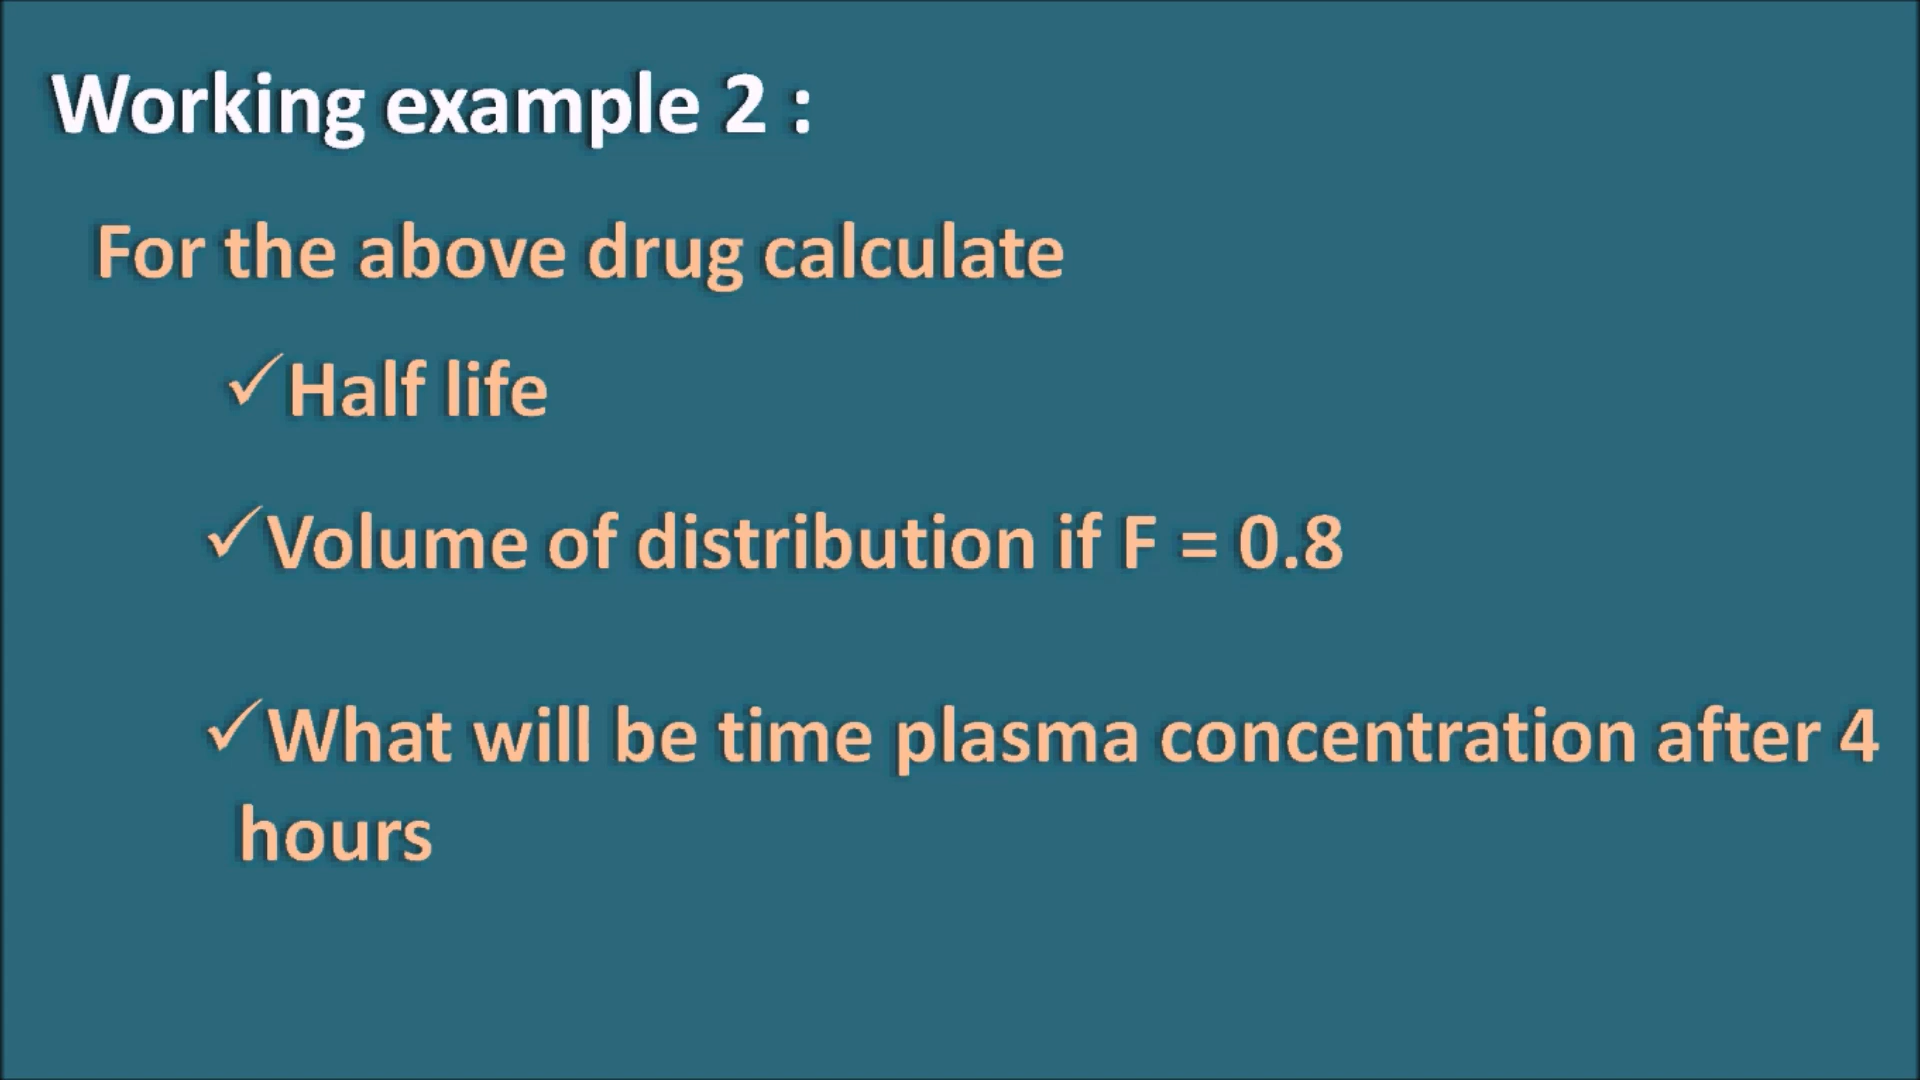 Working example 2 :
For the above drug calculate
✓Half life
✓Volume of distribution if F = 0.8
✓What will be time plasma concentration after 4
hours